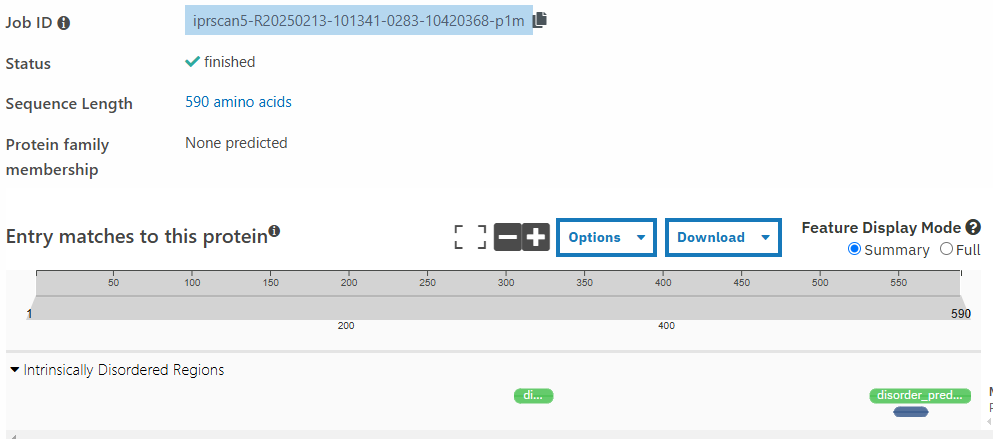 Job ID
iprscan5-R20250213-101341-0283-10420368-p1m
Status
finished
Sequence Length
590 amino acids
Protein family
membership
None predicted
Entry matches to this protein
Options
Download
Feature Display Mode
Summary Full
50 100 150 200 250 300 350 400 450 500 550
1 590
200 400
Intrinsically Disordered Regions
di...
disorder_pred...